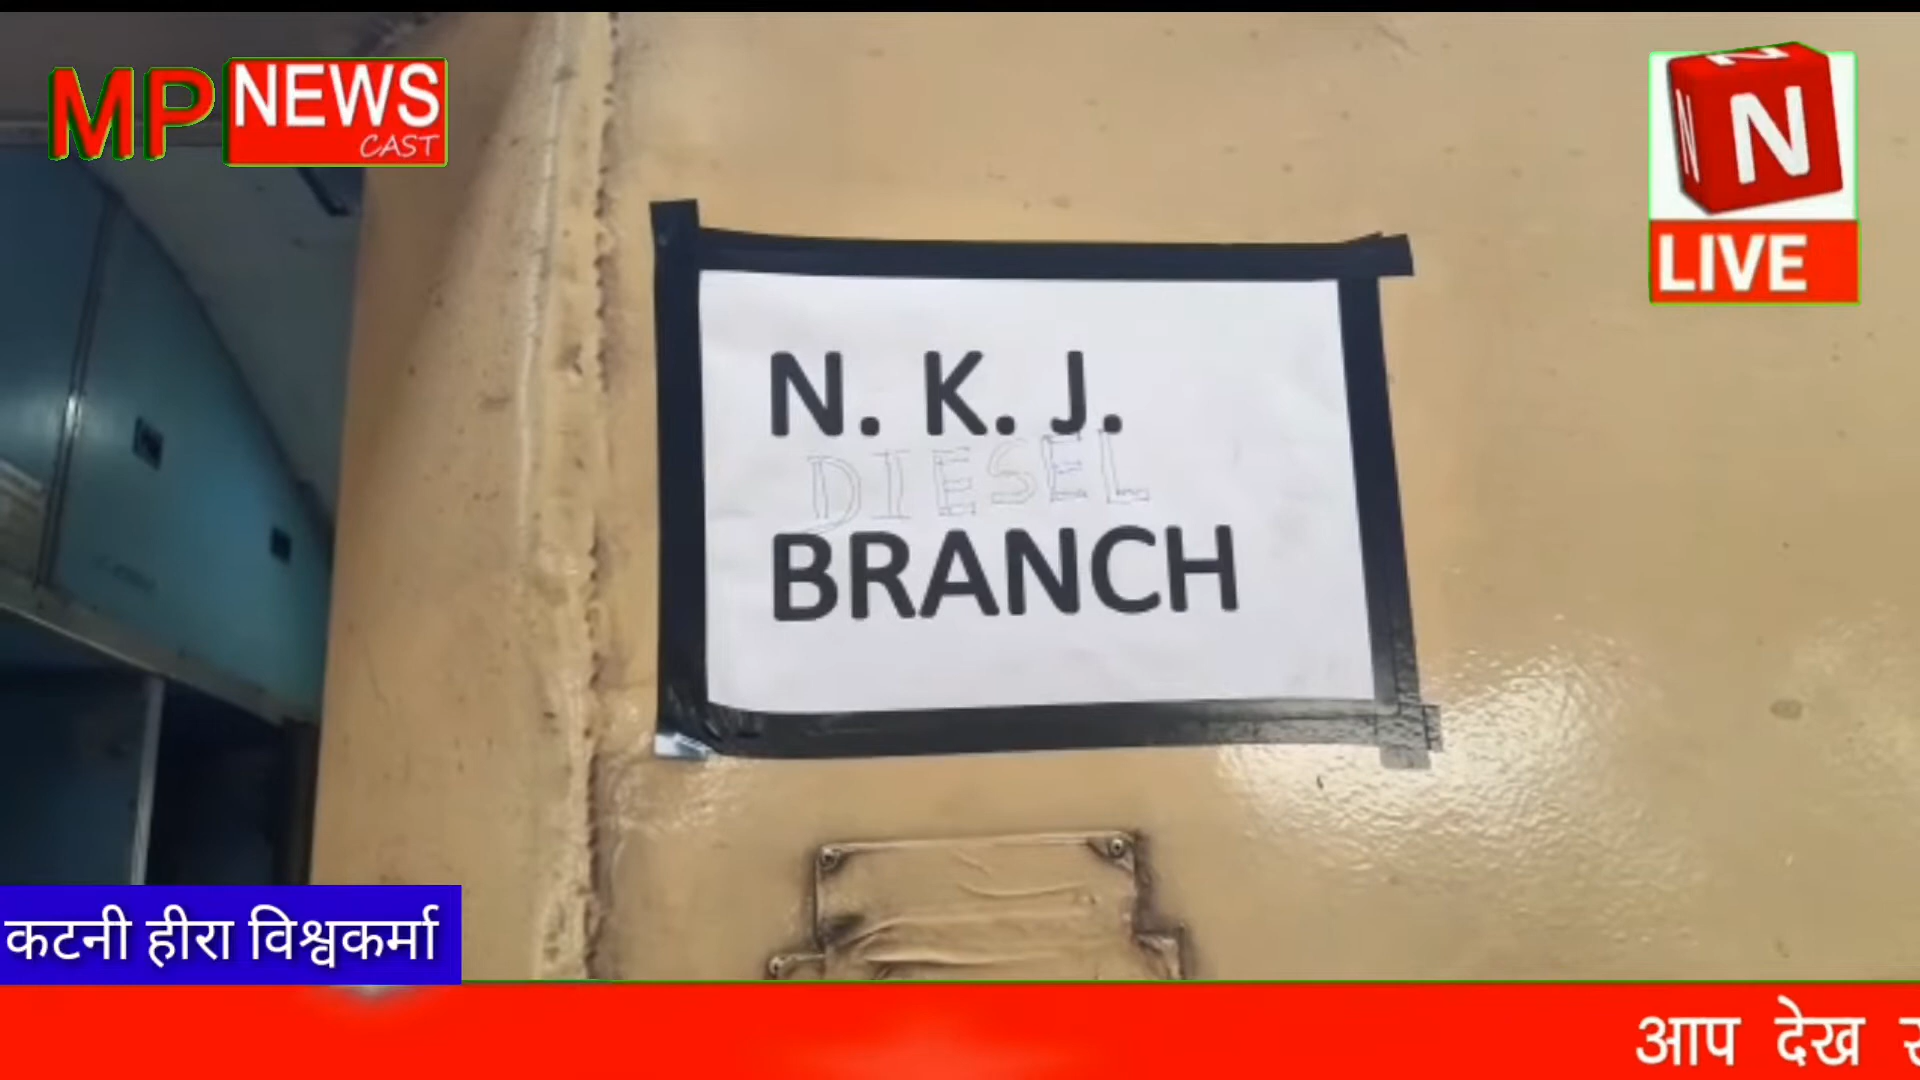 MP NEWS
CAST
N
N
N
LIVE
N. K. J.
DIESEL
BRANCH
कटनी हीरा विश्वकर्मा
आप देख